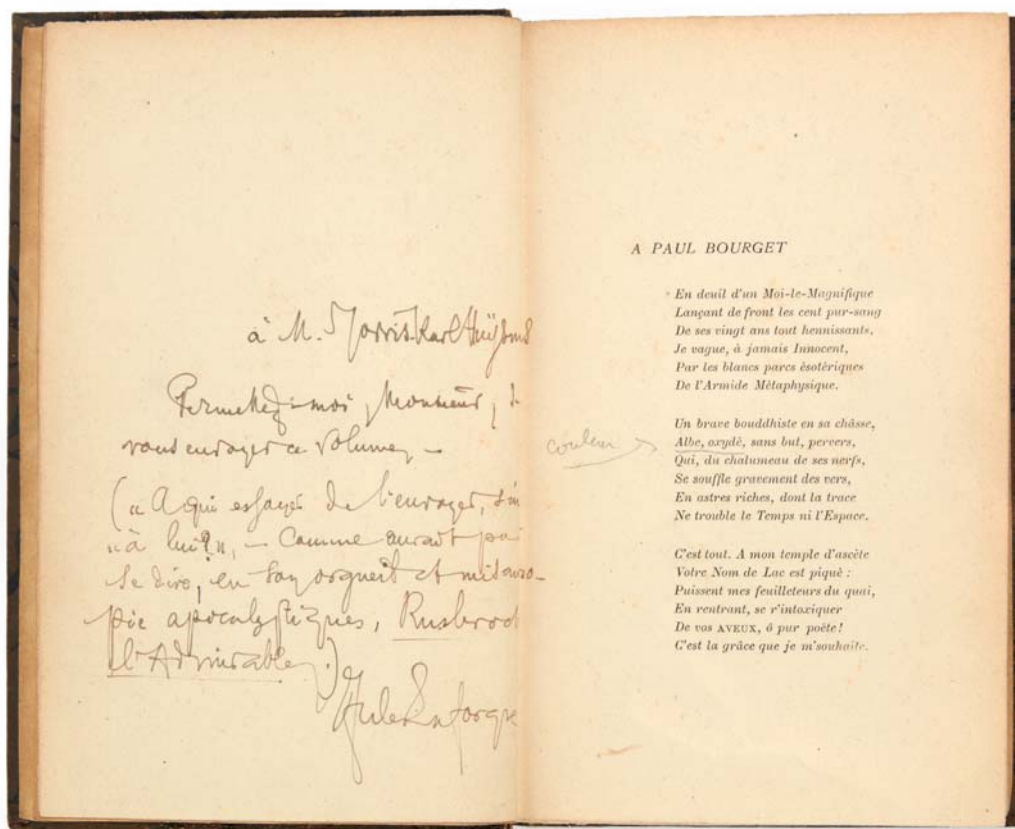 à M. Jorris Karl Huÿsmans
Permettez-moi, Monsieur, de
vous envoyer ce volume, —
(« A qui essayer de l'envoyer,
« à lui? », — comme aurait pu
se dire, en son orgueil et misanthro-
pie apocalyptiques, Rusbrock
l'Admirable.)
Jules Laforgue
A PAUL BOURGET
En deuil d'un Moi-le-Magnifique
Lançant de front les cent pur-sang
De ses vingt ans tout hennissants,
Je vague, à jamais Innocent,
Par les blancs parcs ésotériques
De l'Armide Métaphysique.
Un brave bouddhiste en sa châsse,
couleur
Albe, oxydé, sans but, pervers,
Qui, du chalumeau de ses nerfs,
Se souffle gravement des vers,
En astres riches, dont la trace
Ne trouble le Temps ni l'Espace.
C'est tout. A mon temple d'ascète
Votre Nom de Lac est piqué :
Puissent mes feuilleteurs du quai,
En rentrant, se r'intoxiquer
De vos AVEUX, ô pur poète!
C'est la grâce que je m'souhaite.